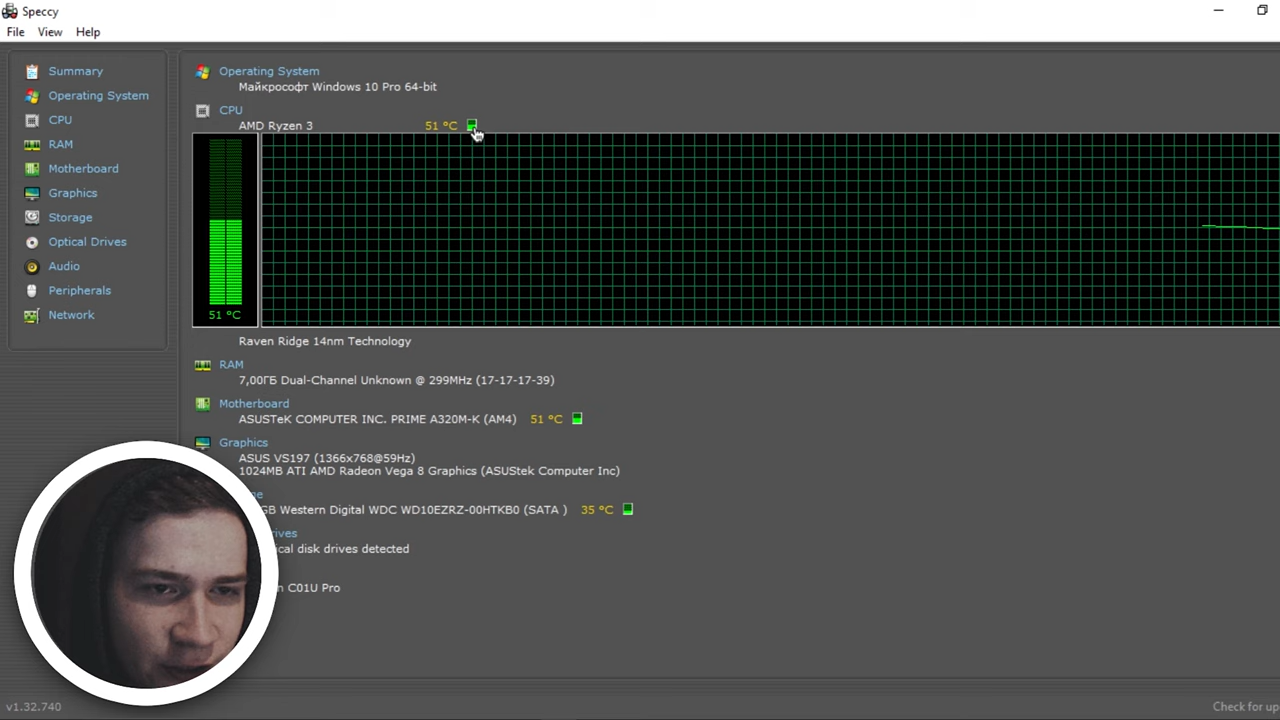 Speccy
File View Help
Summary
Operating System
CPU
RAM
Motherboard
Graphics
Storage
Optical Drives
Audio
Peripherals
Network
Operating System
Майкрософт Windows 10 Pro 64-bit
CPU
AMD Ryzen 3 51 °C
51 °C
Raven Ridge 14nm Technology
RAM
7,00ГБ Dual-Channel Unknown @ 299MHz (17-17-17-39)
Motherboard
ASUSTeK COMPUTER INC. PRIME A320M-K (AM4) 51 °C
Graphics
ASUS VS197 (1366x768@59Hz)
1024MB ATI AMD Radeon Vega 8 Graphics (ASUStek Computer Inc)
Western Digital WDC WD10EZRZ-00HTKB0 (SATA ) 35 °C
disk drives detected
C01U Pro
v1.32.740
Check for